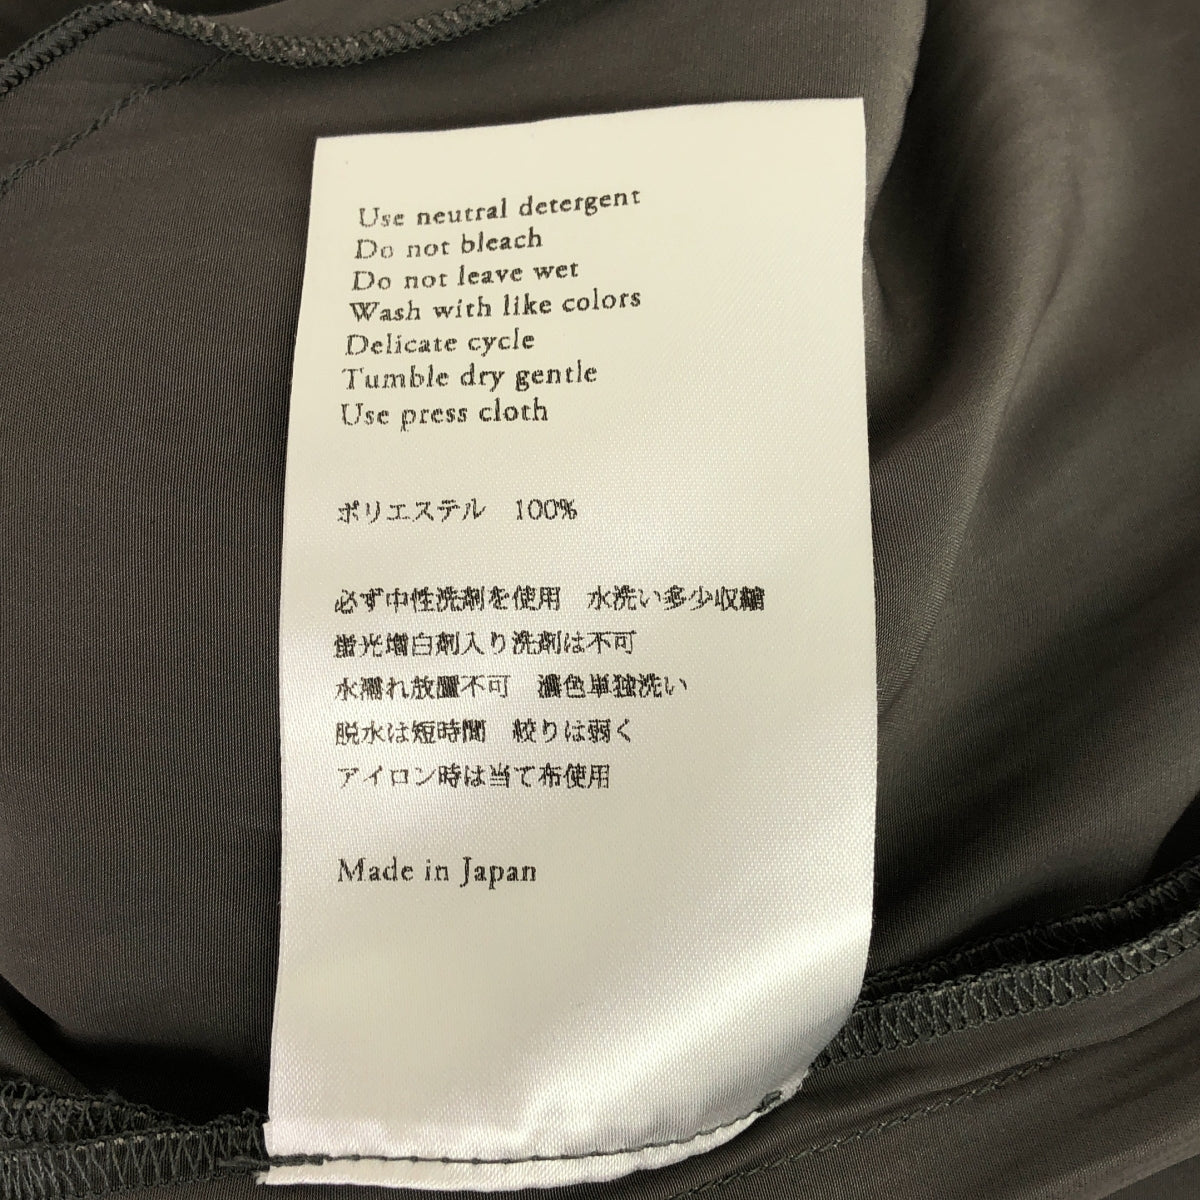 Use neutral detergent
Do not bleach
Do not leave wet
Wash with like colors
Delicate cycle
Tumble dry gentle
Use press cloth
ポリエステル 100%
必ず中性洗剤を使用 水洗い多少収縮
蛍光増白剤入り洗剤は不可
水濡れ放置不可 濃色単独洗い
脱水は短時間 絞りは弱く
アイロン時は当て布使用
Made in Japan